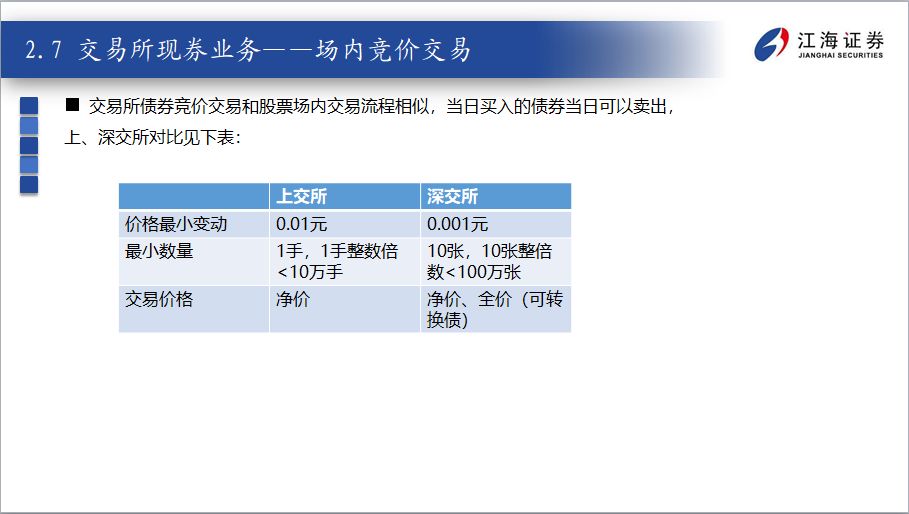 2.7 交易所现券业务——场内竞价交易
江海证券
JIANGHAI SECURITIES
■ 交易所债券竞价交易和股票场内交易流程相似，当日买入的债券当日可以卖出，
上、深交所对比见下表：
上交所 深交所
价格最小变动 0.01元 0.001元
最小数量 1手，1手整数倍 10张，10张整倍
<10万手 数<100万张
交易价格 净价 净价、全价（可转
换债）